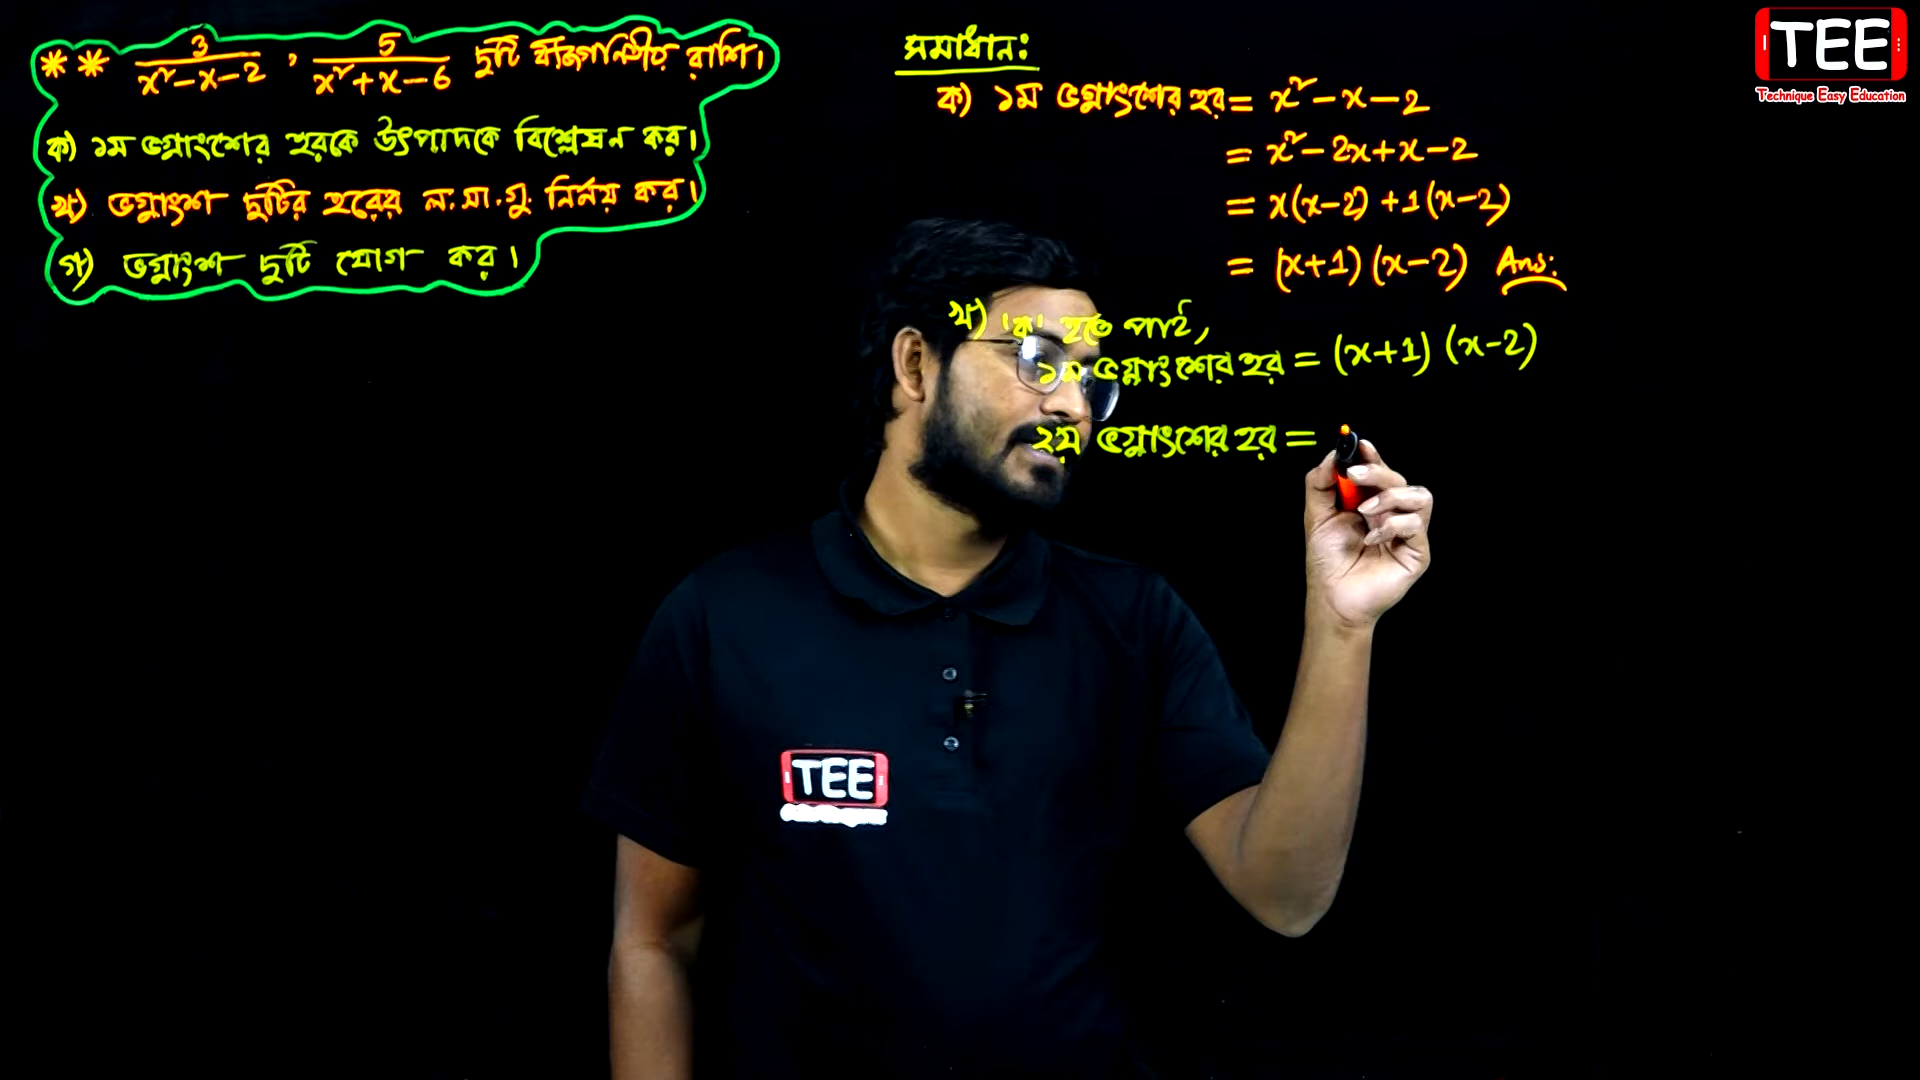 ** 3/(x²-x-2) , 5/(x²+x-6) দুটি বীজগানিতীয় রাশি।
ক) ১ম ভগ্নাংশের হরকে উৎপাদকে বিশ্লেষন কর।
খ) ভগ্নাংশ দুটির হরের ল.সা.গু. নির্নয় কর।
গ) ভগ্নাংশ দুটি যোগ কর।
সমাধান:
ক) ১ম ভগ্নাংশের হর = x²-x-2
= x²-2x+x-2
= x(x-2) +1(x-2)
= (x+1) (x-2) Ans:
খ) 'ক' হতে পাই,
১ম ভগ্নাংশের হর = (x+1) (x-2)
২য় ভগ্নাংশের হর =
TEE
Technique Easy Education
TEE